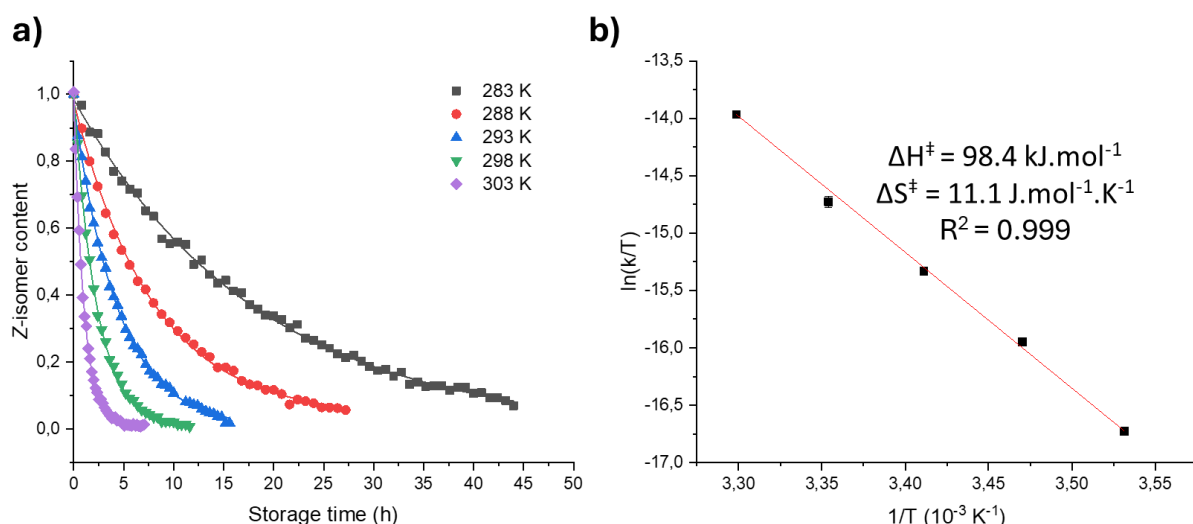 a)
Z-isomer content
1,0
0,8
0,6
0,4
0,2
0,0
283 K
288 K
293 K
298 K
303 K
0 5 10 15 20 25 30 35 40 45 50
Storage time (h)
b)
ln(k/T)
-13,5
-14,0
-14,5
-15,0
-15,5
-16,0
-16,5
-17,0
ΔH‡ = 98.4 kJ.mol⁻¹
ΔS‡ = 11.1 J.mol⁻¹.K⁻¹
R² = 0.999
3,30 3,35 3,40 3,45 3,50 3,55
1/T (10⁻³ K⁻¹)